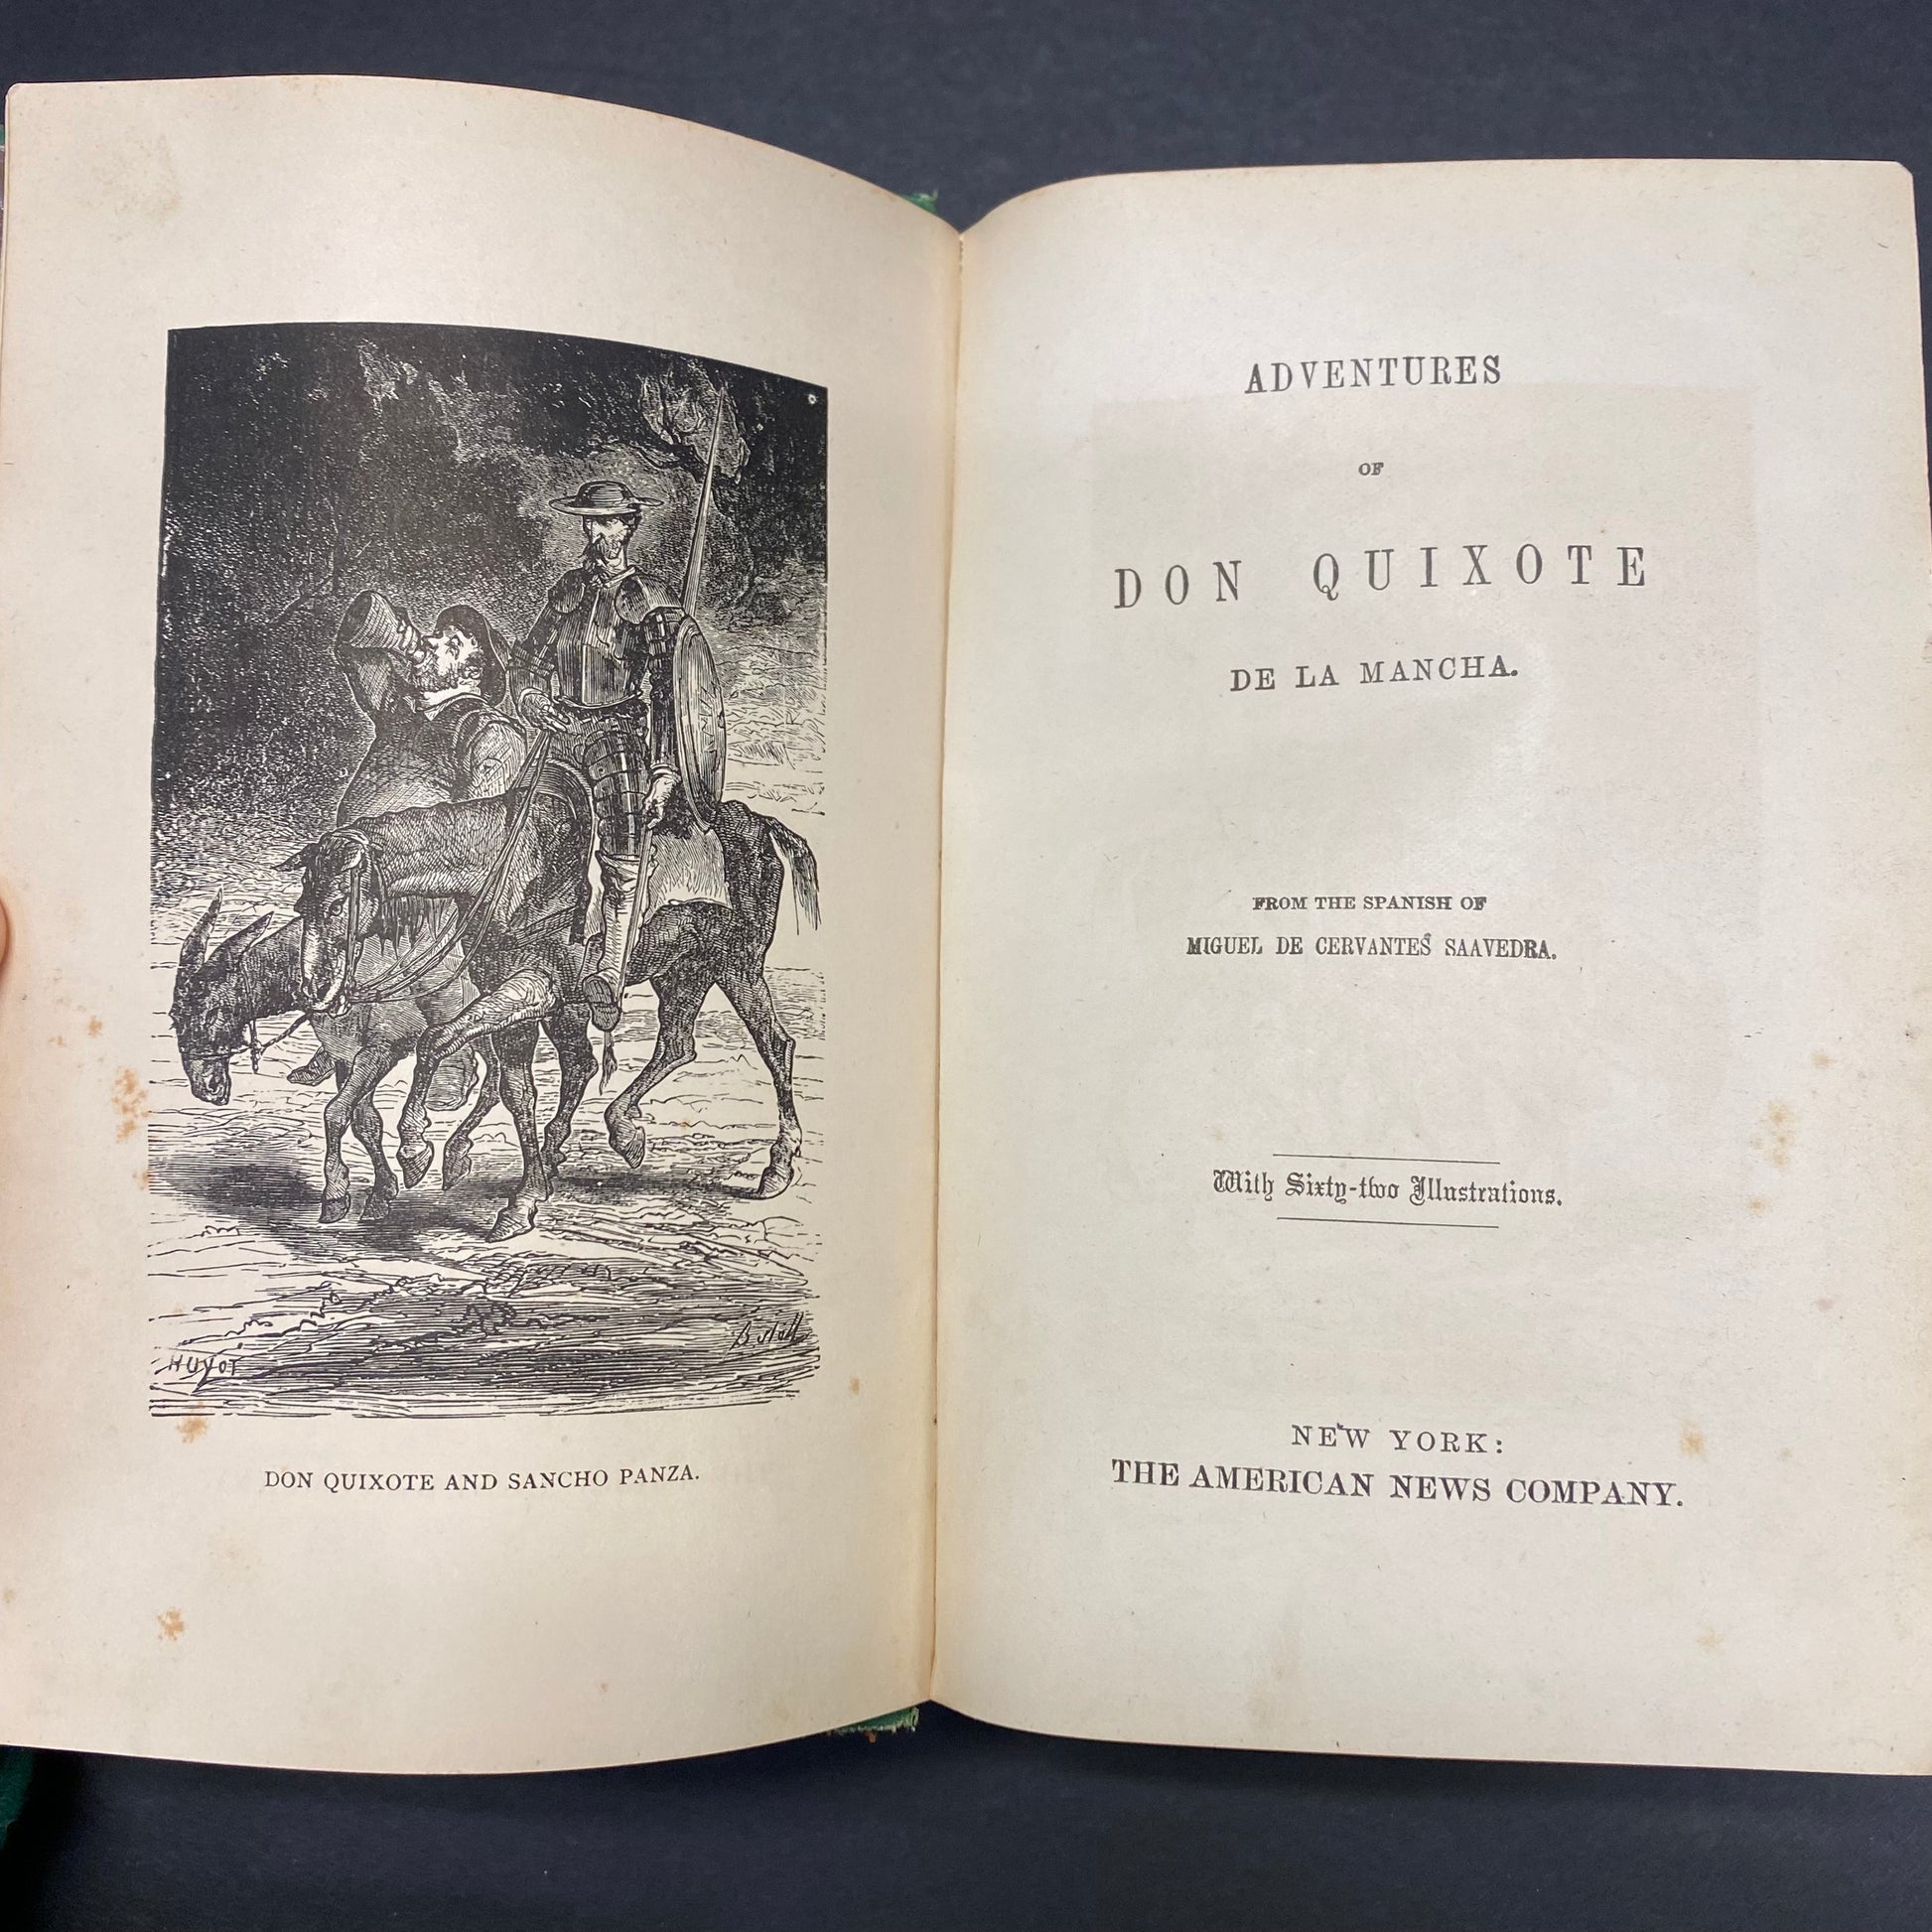 HUYOT
DON QUIXOTE AND SANCHO PANZA.
ADVENTURES
OF
DON QUIXOTE
DE LA MANCHA.
FROM THE SPANISH OF
MIGUEL DE CERVANTES SAAVEDRA.
With Sixty-two Illustrations.
NEW YORK:
THE AMERICAN NEWS COMPANY.